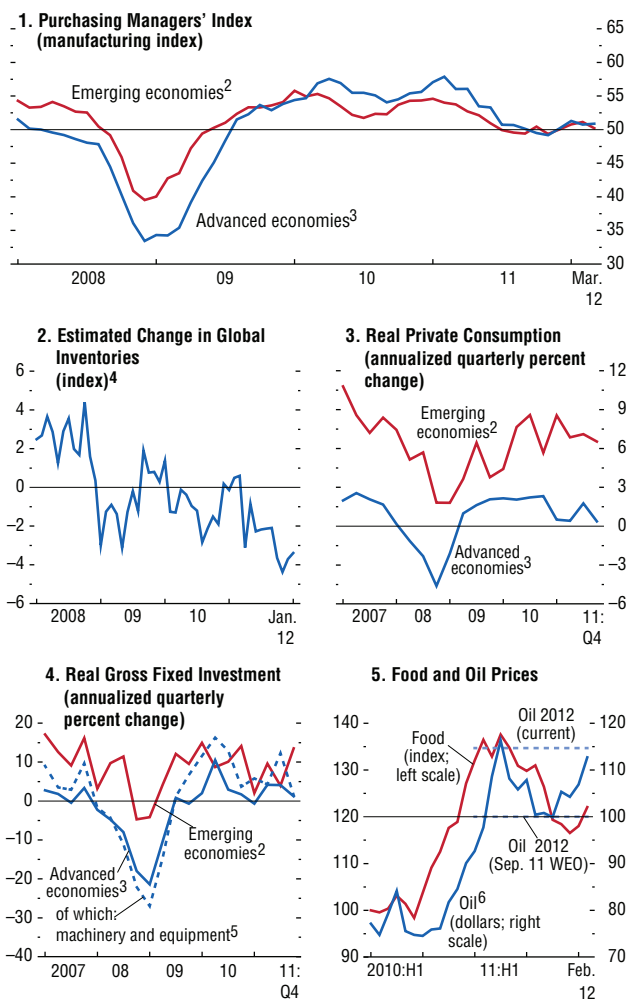 1. Purchasing Managers' Index
(manufacturing index)
65
60
55
50
45
40
35
30
Emerging economies2
Advanced economies3
2008
09
10
11
Mar.
12
2. Estimated Change in Global
Inventories
(index)4
6
4
2
0
−2
−4
−6
2008
09
10
Jan.
12
3. Real Private Consumption
(annualized quarterly percent
change)
12
9
6
3
0
−3
−6
Emerging
economies2
Advanced
economies3
2007
08
09
10
11:
Q4
4. Real Gross Fixed Investment
(annualized quarterly
percent change)
20
10
0
−10
−20
−30
−40
Emerging
economies2
Advanced
economies3
of which:
machinery and equipment5
2007
08
09
10
11:
Q4
5. Food and Oil Prices
140
130
120
110
100
90
120
110
100
90
80
70
Food
(index;
left scale)
Oil 2012
(current)
Oil 2012
(Sep. 11 WEO)
Oil6
(dollars; right
scale)
2010:H1
11:H1
Feb.
12